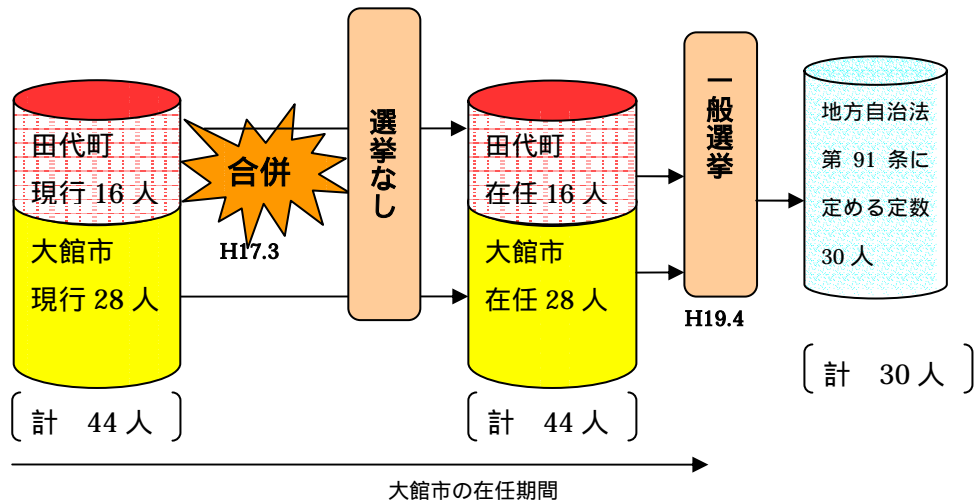 田代町
現行 16 人
大館市
現行 28 人
計 44 人
合併
H17.3
選挙なし
田代町
在任 16 人
大館市
在任 28 人
計 44 人
一般選挙
H19.4
地方自治法
第 91 条に
定める定数
30 人
計 30 人
大館市の在任期間